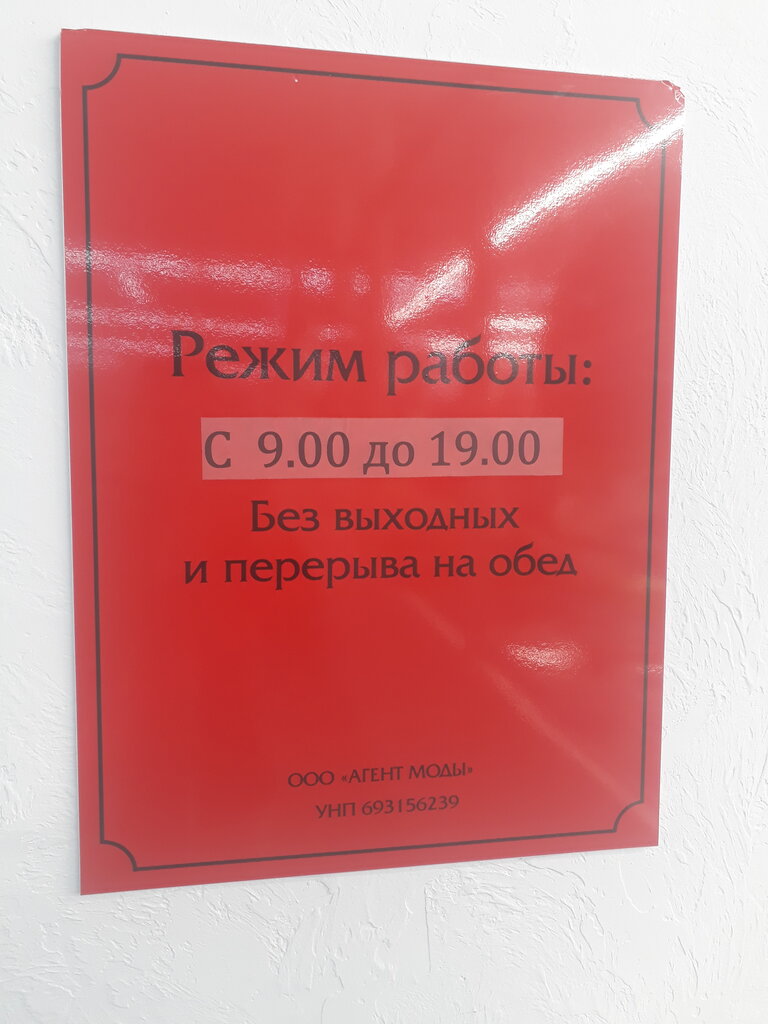 Режим работы:
С 9.00 до 19.00
Без выходных
и перерыва на обед
ООО «АГЕНТ МОДЫ»
УНП 693156239